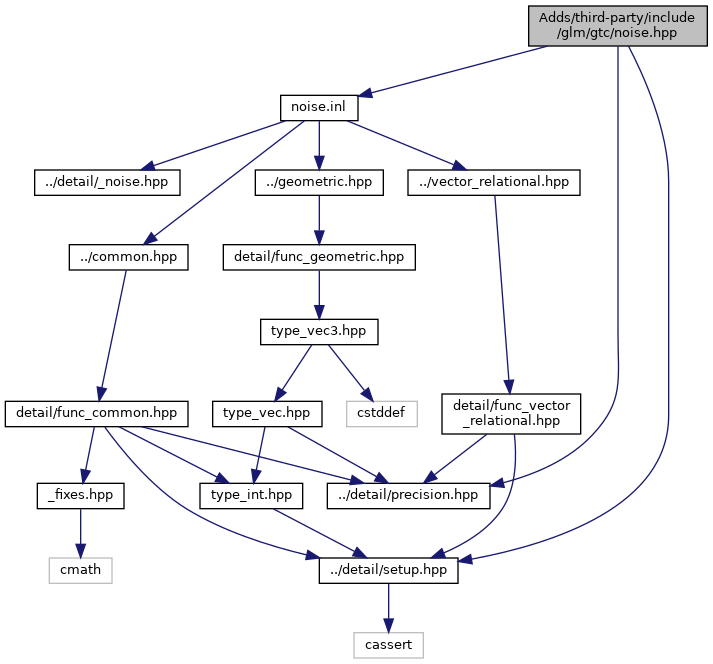 Adds/third-party/include
/glm/gtc/noise.hpp
noise.inl
../detail/_noise.hpp
../geometric.hpp
../vector_relational.hpp
../common.hpp
detail/func_geometric.hpp
type_vec3.hpp
detail/func_common.hpp
type_vec.hpp
cstddef
detail/func_vector
_relational.hpp
_fixes.hpp
type_int.hpp
../detail/precision.hpp
cmath
../detail/setup.hpp
cassert